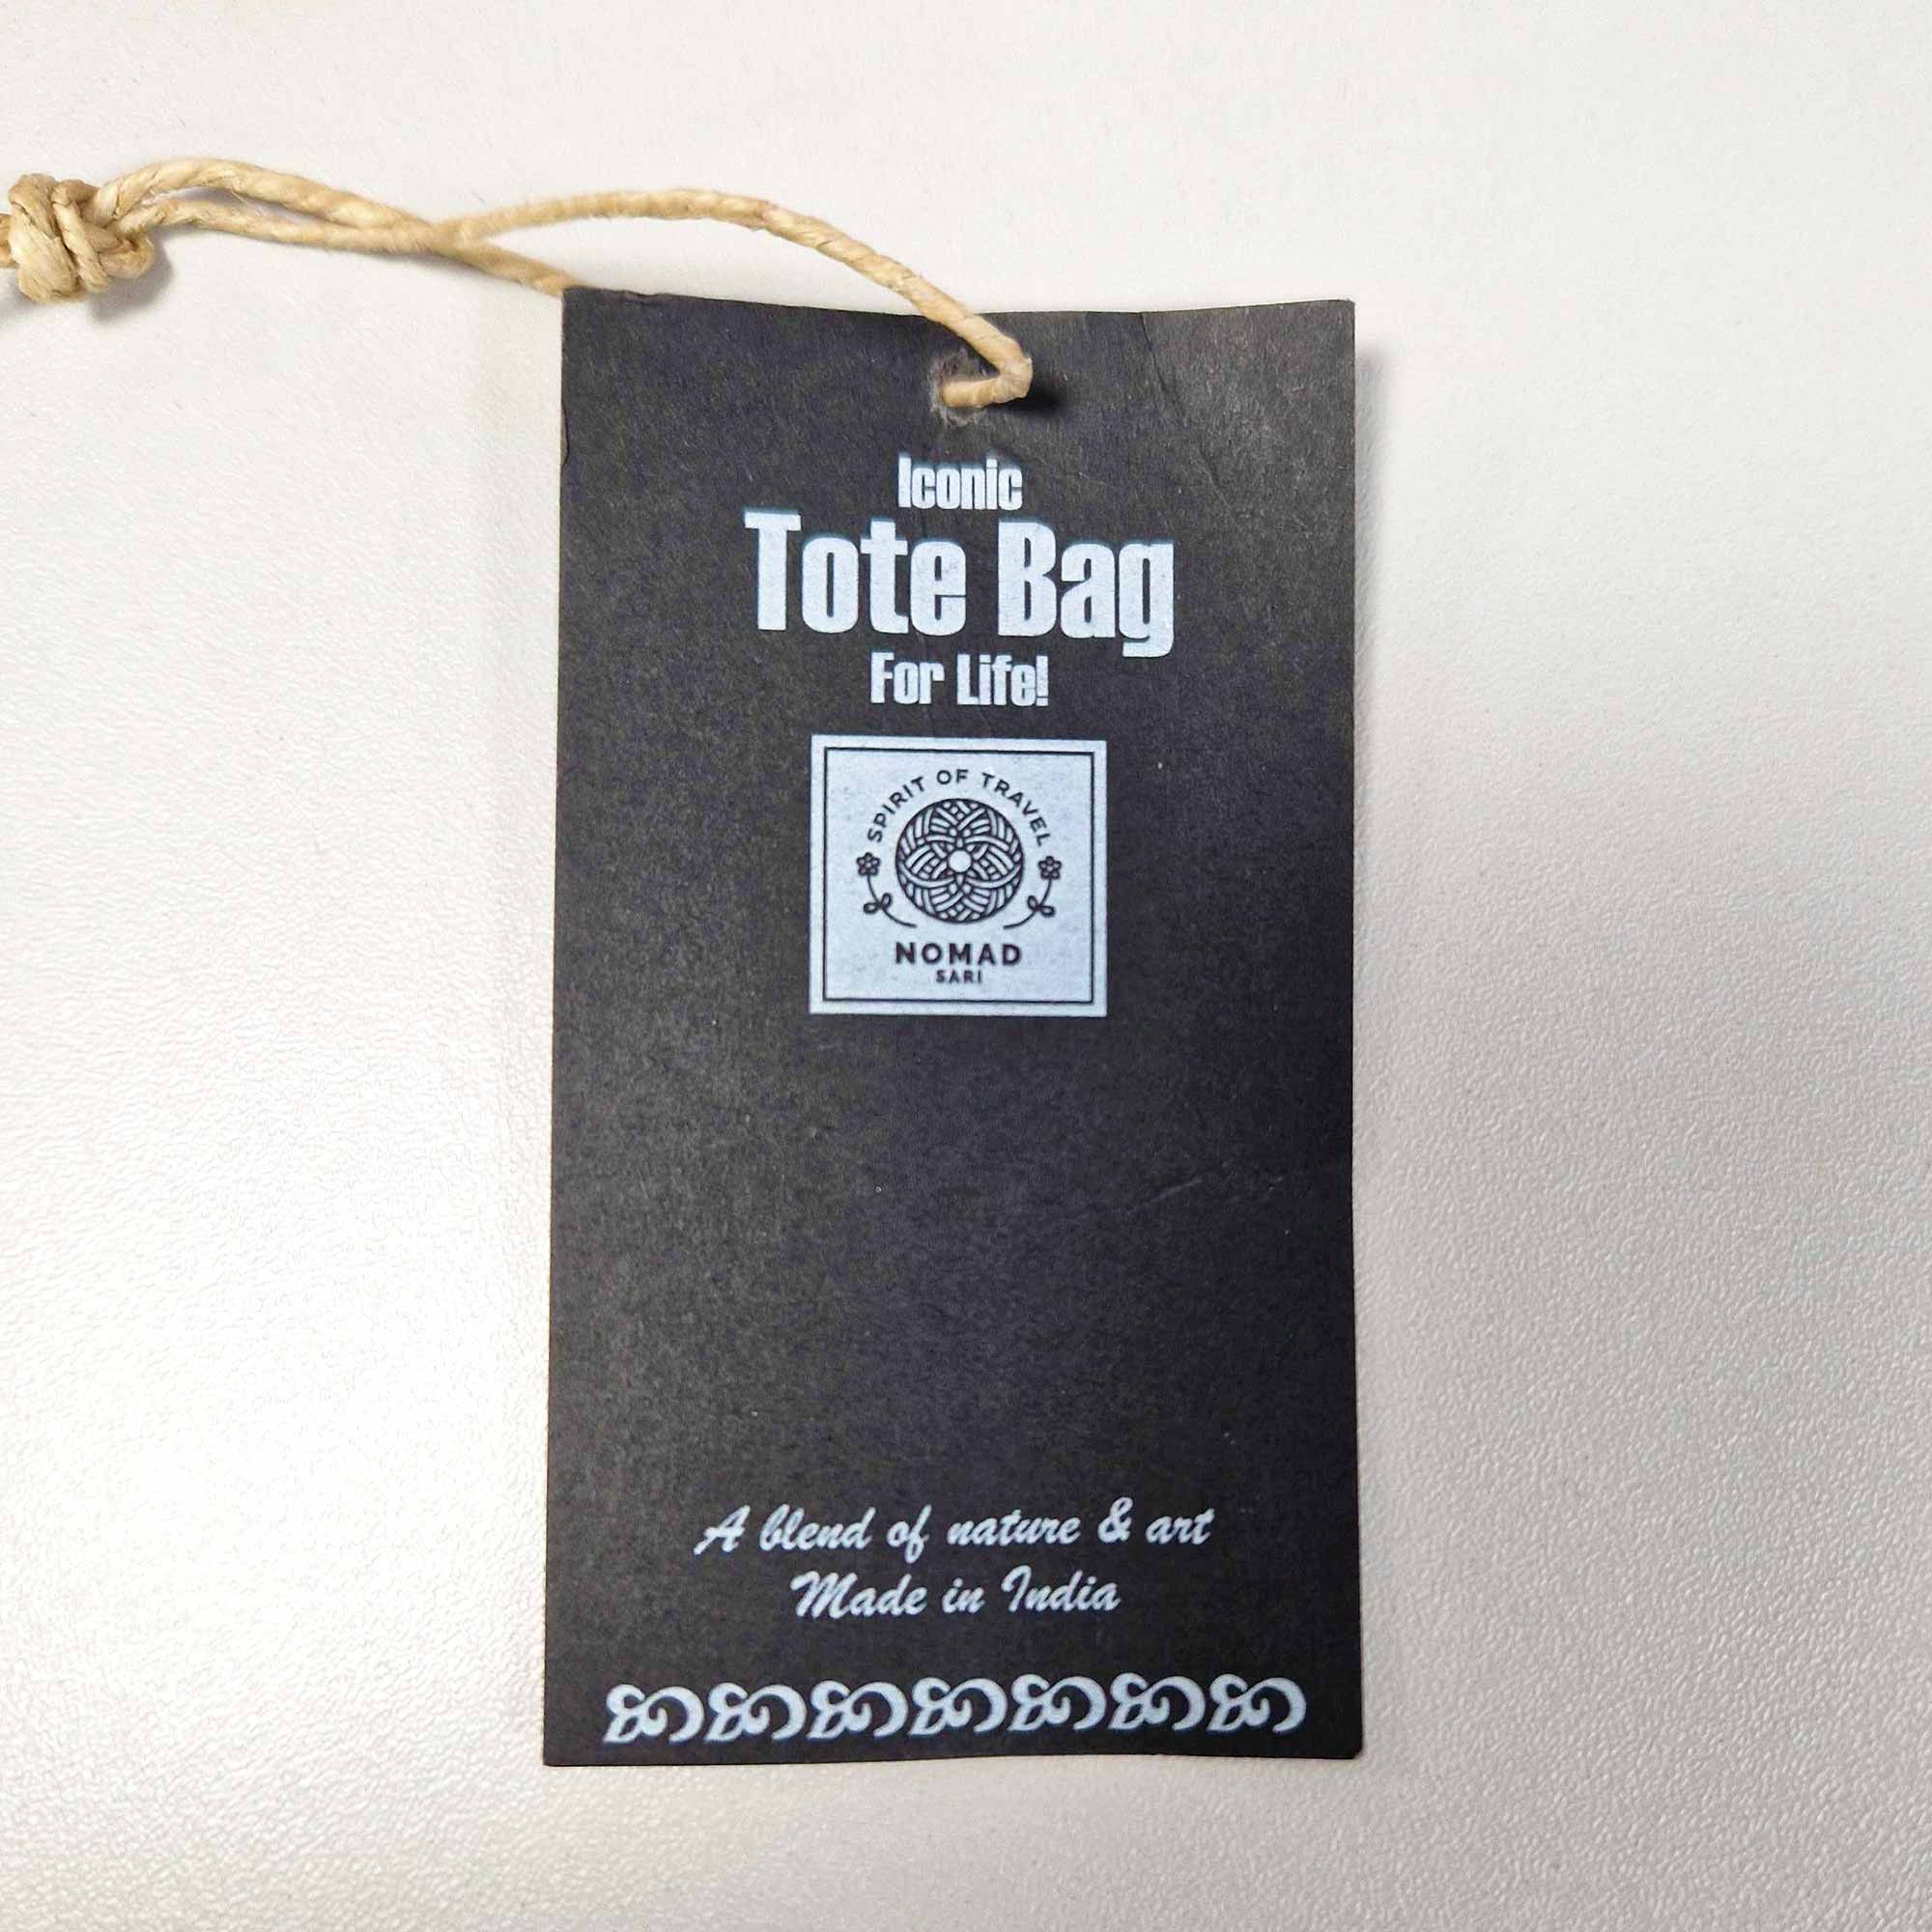 Iconic
Tote Bag
For Life!
SPIRIT OF TRAVEL
NOMAD
SARI
A blend of nature & art
Made in India